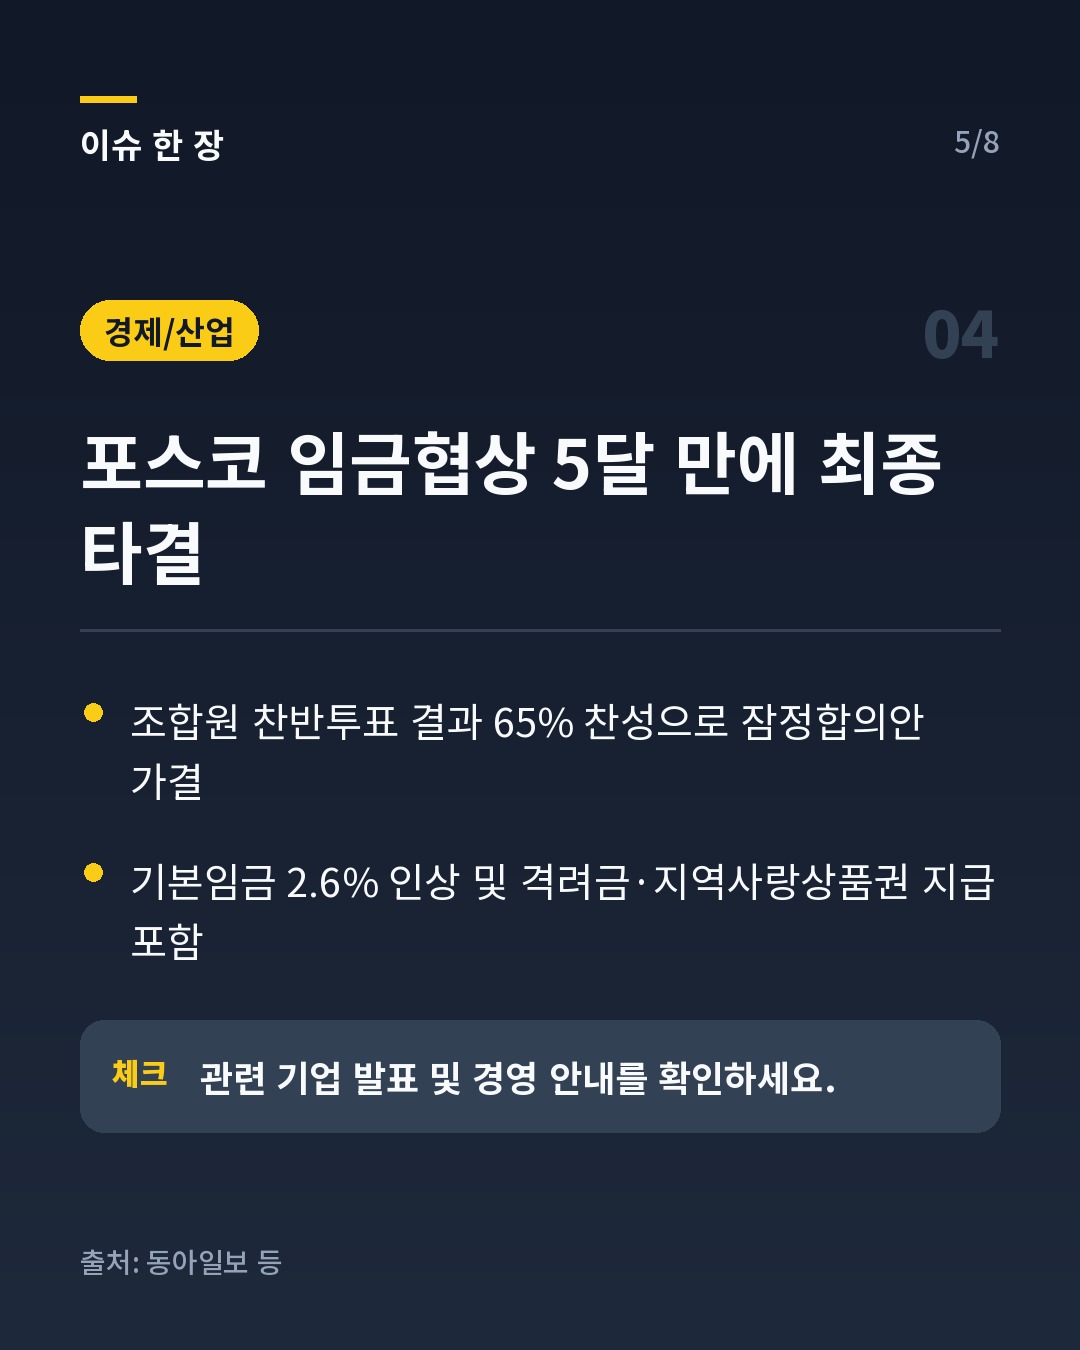 이슈 한 장
5/8
경제/산업
04
포스코 임금협상 5달 만에 최종
타결
조합원 찬반투표 결과 65% 찬성으로 잠정합의안
가결
기본임금 2.6% 인상 및 격려금·지역사랑상품권 지급
포함
체크 관련 기업 발표 및 경영 안내를 확인하세요.
출처: 동아일보 등